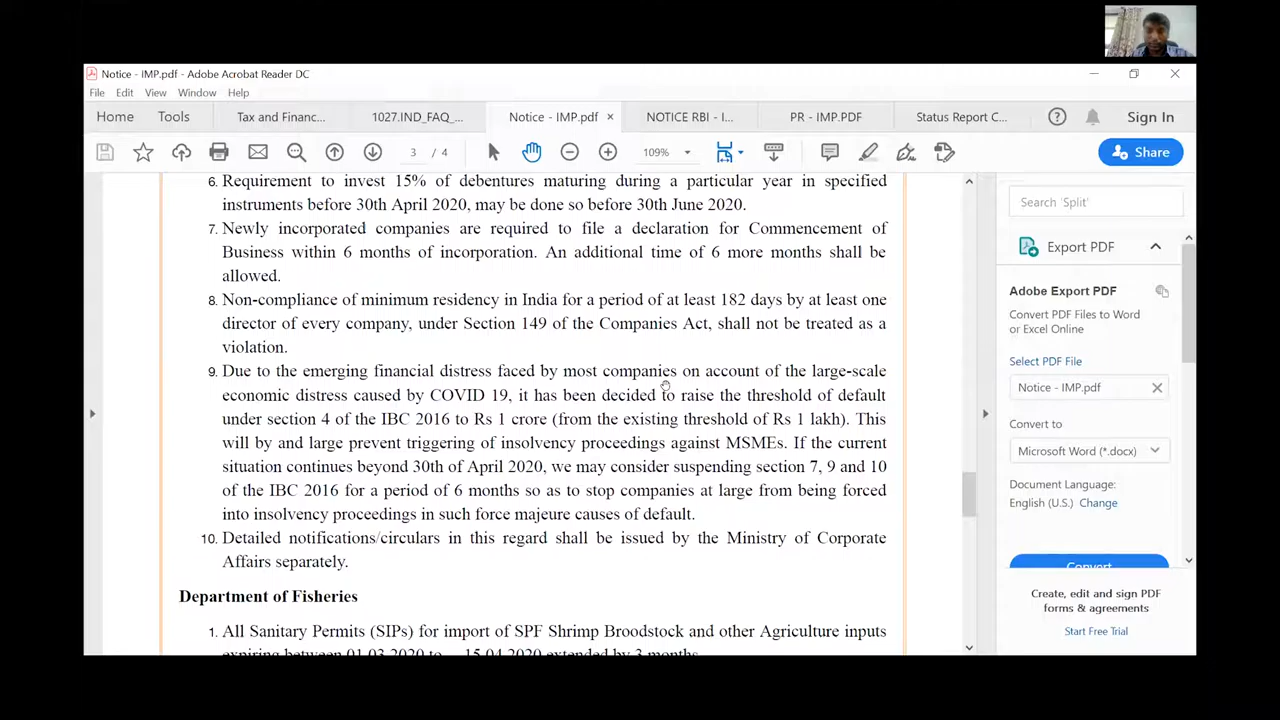 Notice - IMP.pdf - Adobe Acrobat Reader DC
File Edit View Window Help
Home Tools Tax and Financ... 1027.IND_FAQ_... Notice - IMP.pdf × NOTICE RBI - I... PR - IMP.PDF Status Report C... Sign In
3 / 4 109% Share
6. Requirement to invest 15% of debentures maturing during a particular year in specified
instruments before 30th April 2020, may be done so before 30th June 2020.
7. Newly incorporated companies are required to file a declaration for Commencement of
Business within 6 months of incorporation. An additional time of 6 more months shall be
allowed.
8. Non-compliance of minimum residency in India for a period of at least 182 days by at least one
director of every company, under Section 149 of the Companies Act, shall not be treated as a
violation.
9. Due to the emerging financial distress faced by most companies on account of the large-scale
economic distress caused by COVID 19, it has been decided to raise the threshold of default
under section 4 of the IBC 2016 to Rs 1 crore (from the existing threshold of Rs 1 lakh). This
will by and large prevent triggering of insolvency proceedings against MSMEs. If the current
situation continues beyond 30th of April 2020, we may consider suspending section 7, 9 and 10
of the IBC 2016 for a period of 6 months so as to stop companies at large from being forced
into insolvency proceedings in such force majeure causes of default.
10. Detailed notifications/circulars in this regard shall be issued by the Ministry of Corporate
Affairs separately.
Department of Fisheries
1. All Sanitary Permits (SIPs) for import of SPF Shrimp Broodstock and other Agriculture inputs
expiring between 01.03.2020 to 15.04.2020 extended by 3 months
Search 'Split'
Export PDF
Adobe Export PDF
Convert PDF Files to Word
or Excel Online
Select PDF File
Notice - IMP.pdf
Convert to
Microsoft Word (*.docx)
Document Language:
English (U.S.) Change
Convert
Create, edit and sign PDF
forms & agreements
Start Free Trial